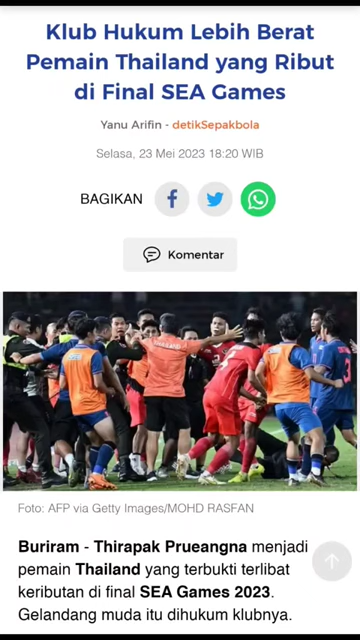 Klub Hukum Lebih Berat
Pemain Thailand yang Ribut
di Final SEA Games
Yanu Arifin - detikSepakbola
Selasa, 23 Mei 2023 18:20 WIB
BAGIKAN
Komentar
Foto: AFP via Getty Images/MOHD RASFAN
Buriram - Thirapak Prueangna menjadi
pemain Thailand yang terbukti terlibat
keributan di final SEA Games 2023.
Gelandang muda itu dihukum klubnya.